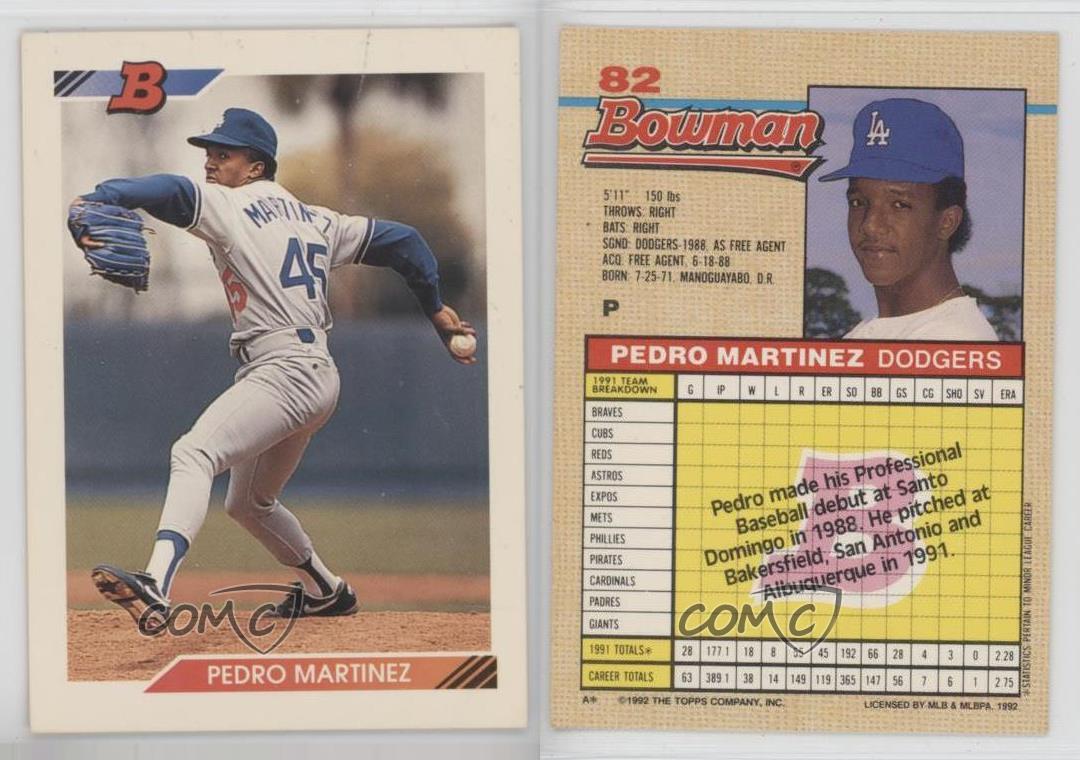 B
MARTINEZ
45
5
PEDRO MARTINEZ
COMC
82
Bowman
LA
5'11" 150 lbs
THROWS: RIGHT
BATS: RIGHT
SGND: DODGERS-1988, AS FREE AGENT
ACQ. FREE AGENT, 6-18-88
BORN: 7-25-71, MANOGUAYABO, D.R.
P
PEDRO MARTINEZ DODGERS
1991 TEAM BREAKDOWN G IP W L R ER SO BB GS CG SHO SV ERA
BRAVES
CUBS
REDS
ASTROS
EXPOS
METS
PHILLIES
PIRATES
CARDINALS
PADRES
GIANTS
Pedro made his Professional
Baseball debut at Santo
Domingo in 1988. He pitched at
Bakersfield, San Antonio and
Albuquerque in 1991.
1991 TOTALS* 28 177.1 18 8 55 45 192 66 28 4 3 0 2.28
CAREER TOTALS 63 389.1 38 14 149 119 365 147 56 7 6 1 2.75
*STATISTICS PERTAIN TO MINOR LEAGUE CAREER
A* ©1992 THE TOPPS COMPANY, INC. LICENSED BY MLB & MLBPA. 1992
COMC